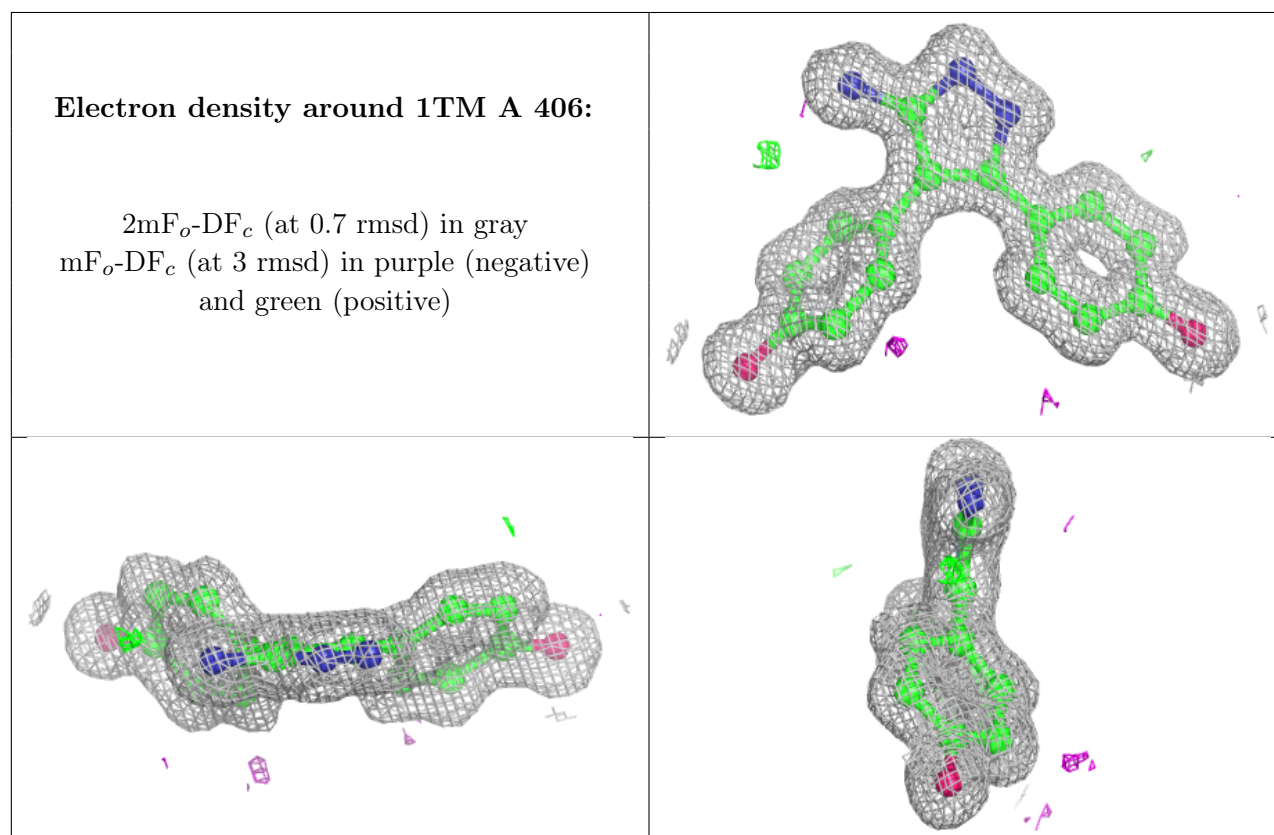 Electron density around 1TM A 406:
2mFo-DFc (at 0.7 rmsd) in gray
mFo-DFc (at 3 rmsd) in purple (negative)
and green (positive)